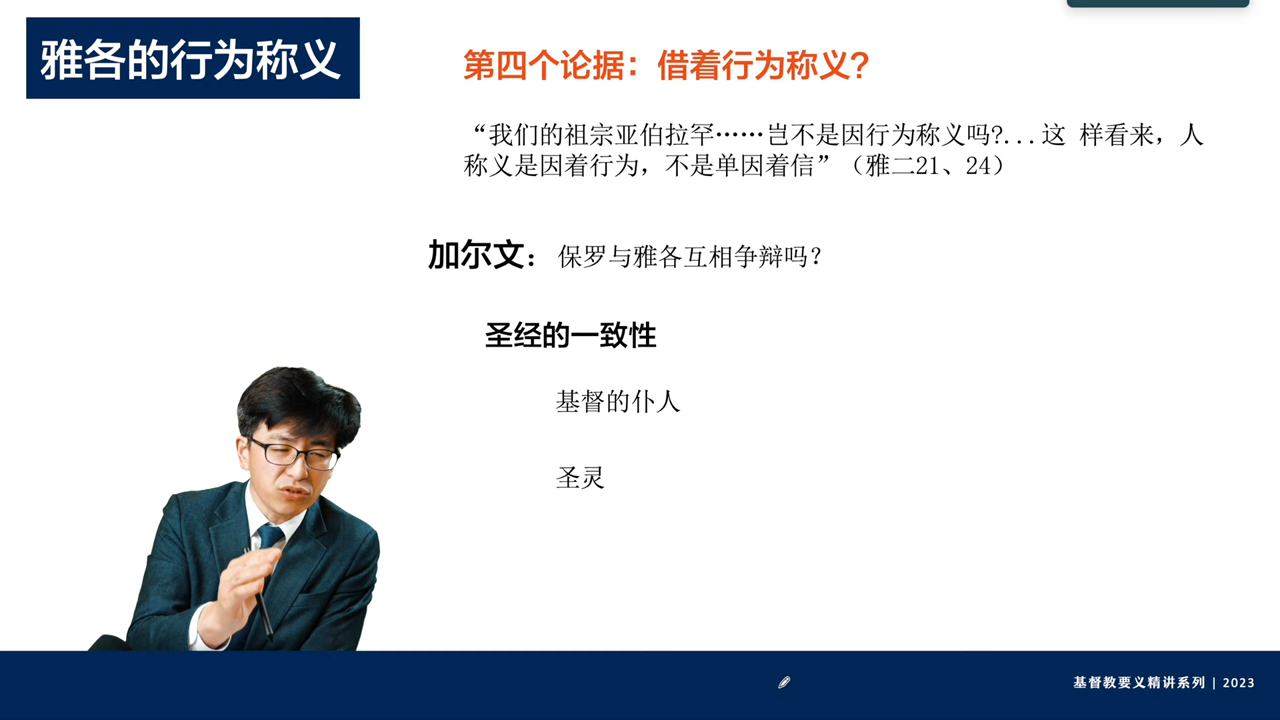 雅各的行为称义
第四个论据：借着行为称义？
“我们的祖宗亚伯拉罕……岂不是因行为称义吗?...这 样看来，人
称义是因着行为，不是单因着信”（雅二21、24）
加尔文：保罗与雅各互相争辩吗？
圣经的一致性
基督的仆人
圣灵
基督教要义精讲系列 | 2023